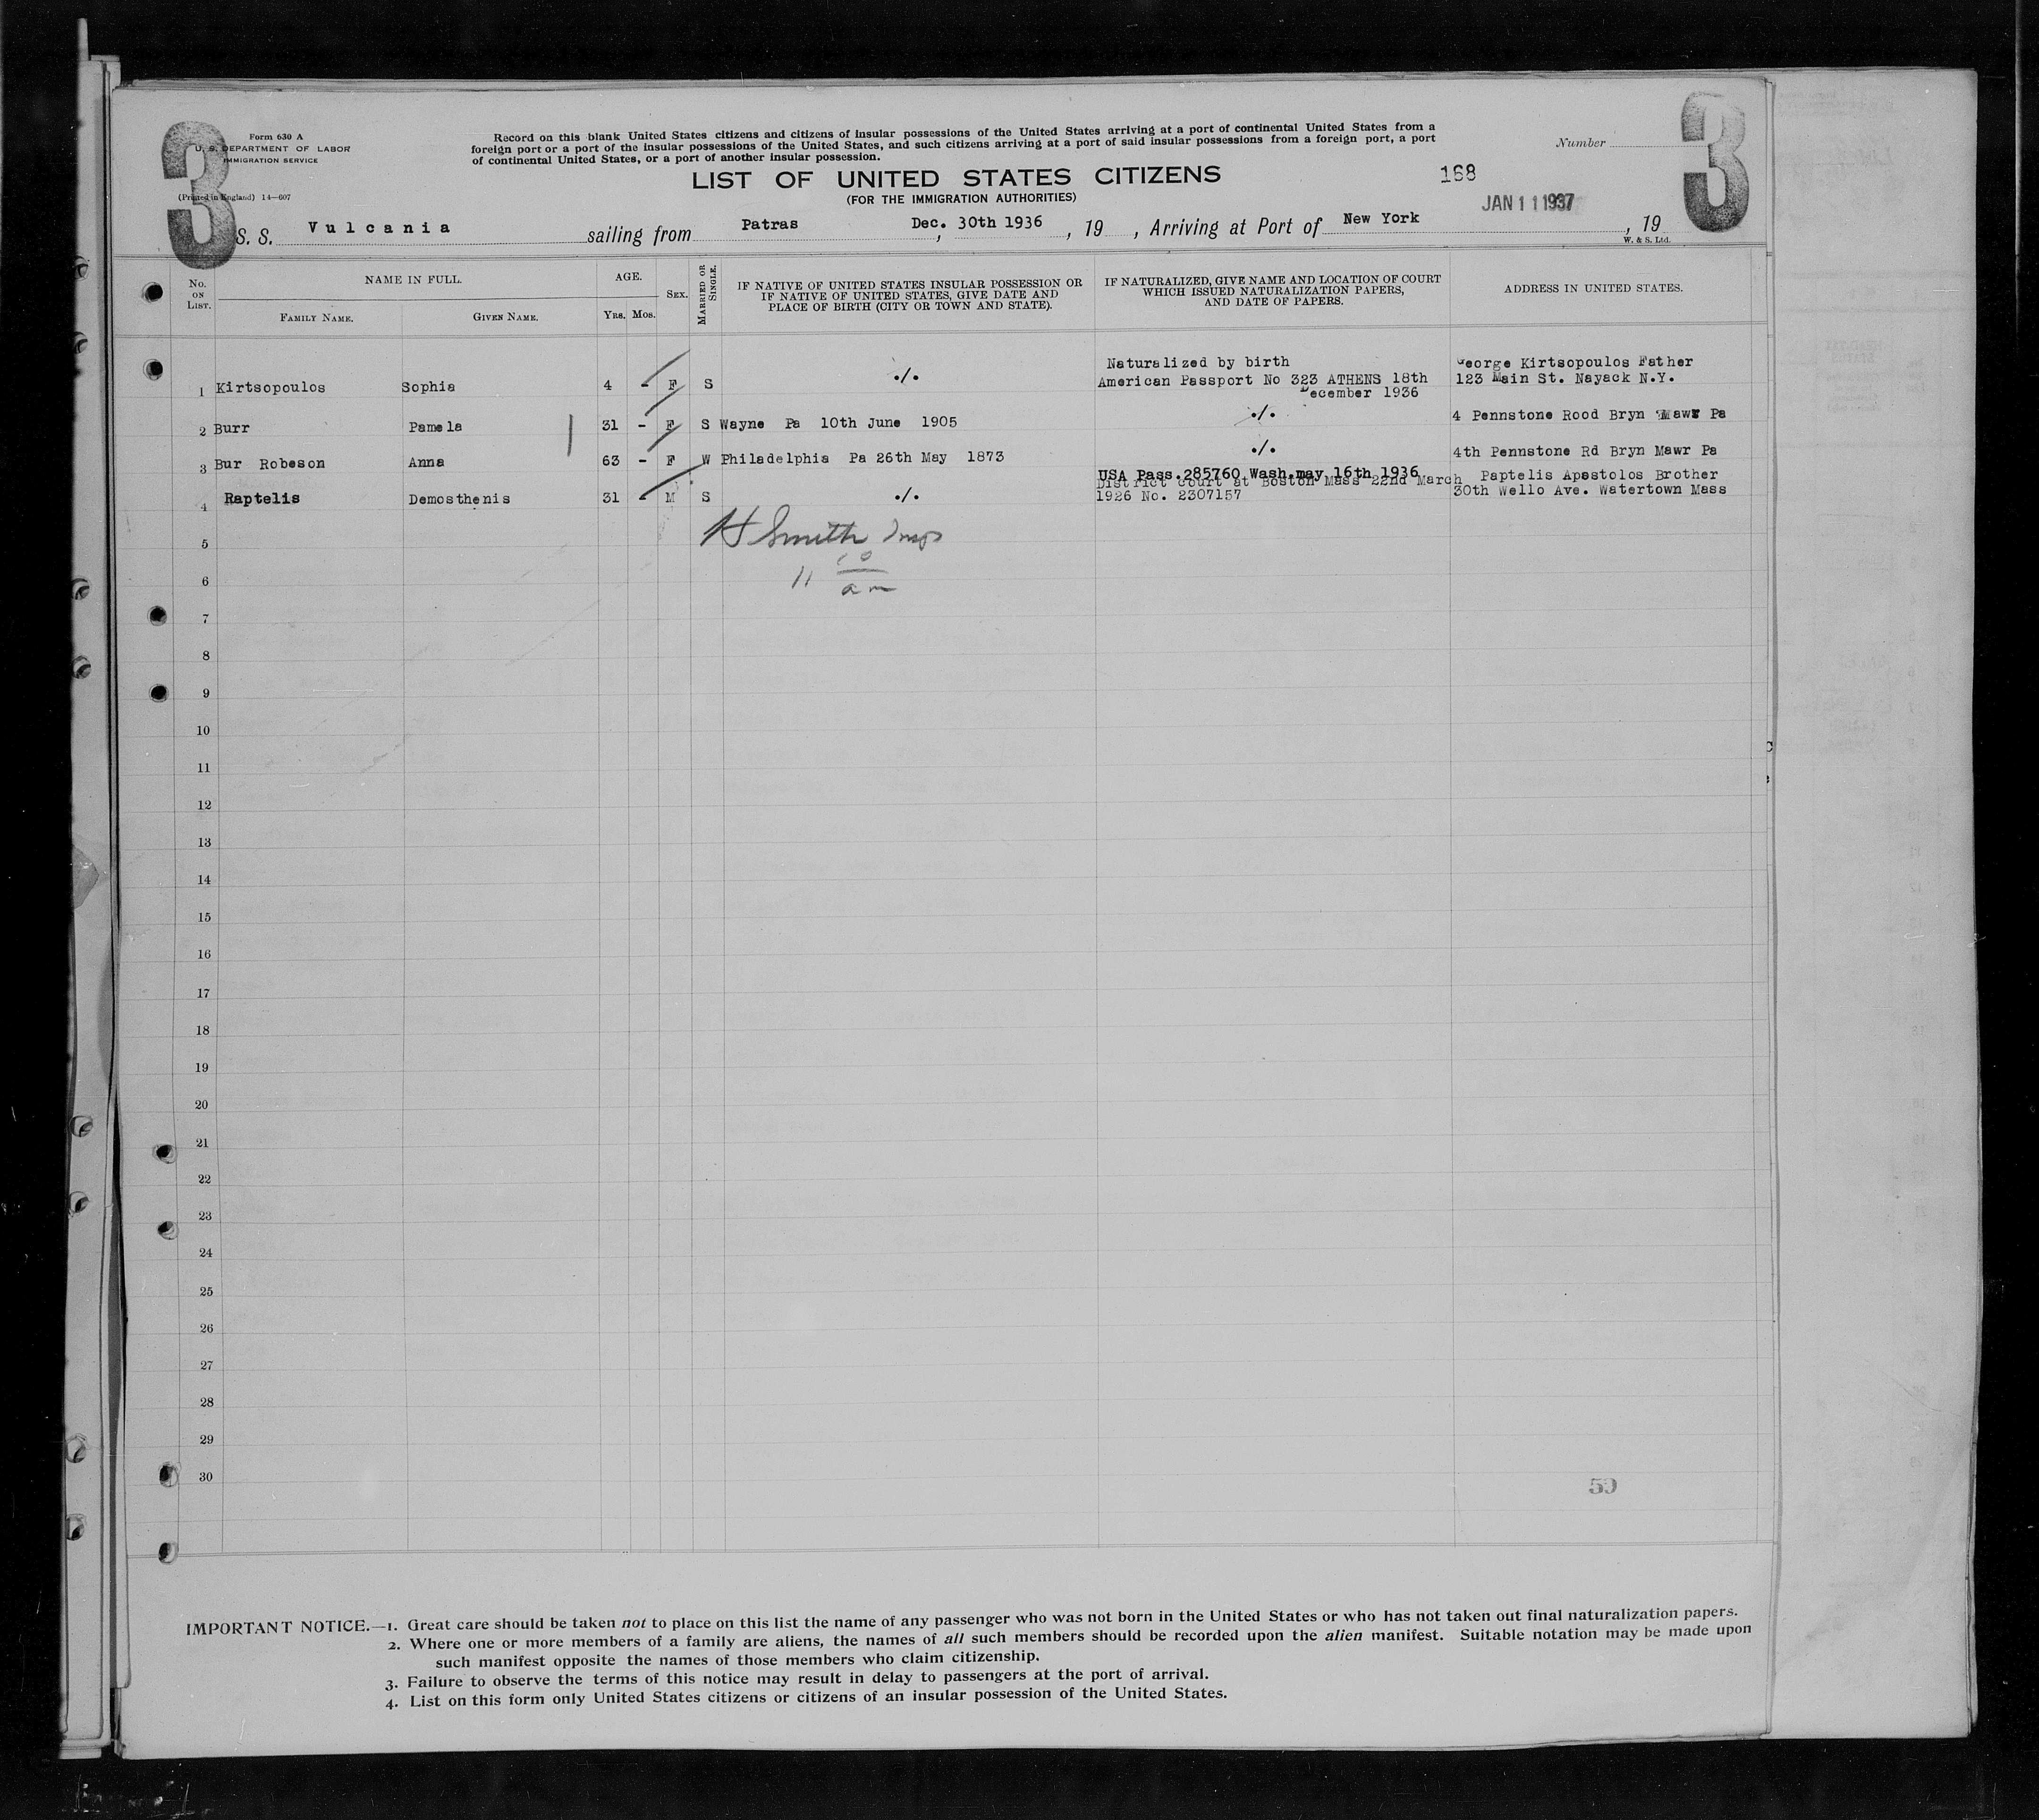 3
3
Form 630 A
U. S. DEPARTMENT OF LABOR
IMMIGRATION SERVICE
(Printed in England) 14—607
Record on this blank United States citizens and citizens of insular possessions of the United States arriving at a port of continental United States from a
foreign port or a port of the insular possessions of the United States, and such citizens arriving at a port of said insular possessions from a foreign port, a port
of continental United States, or a port of another insular possession.
Number
LIST OF UNITED STATES CITIZENS
(FOR THE IMMIGRATION AUTHORITIES)
168
JAN 11 1937
S. S. Vulcania sailing from Patras, Dec. 30th 1936, 19 , Arriving at Port of New York , 19
W. & S. Ltd.
No. ON LIST. NAME IN FULL. AGE. SEX. MARRIED OR SINGLE. IF NATIVE OF UNITED STATES INSULAR POSSESSION OR IF NATIVE OF UNITED STATES, GIVE DATE AND PLACE OF BIRTH (CITY OR TOWN AND STATE). IF NATURALIZED, GIVE NAME AND LOCATION OF COURT WHICH ISSUED NATURALIZATION PAPERS, AND DATE OF PAPERS. ADDRESS IN UNITED STATES.
FAMILY NAME. GIVEN NAME. YRS. MOS.
Naturalized by birth George Kirtsopoulos Father
1 Kirtsopoulos Sophia 4 - F S ./. American Passport No 323 ATHENS 18th 123 Main St. Nayack N.Y.
December 1936
2 Burr Pamela 31 - F S Wayne Pa 10th June 1905 ./. 4 Pennstone Rood Bryn Mawr Pa
3 Bur Robeson Anna 63 - F W Philadelphia Pa 26th May 1873 ./. 4th Pennstone Rd Bryn Mawr Pa
USA Pass.285760 Wash.may 16th 1936
District Court at Boston Mass 22nd March Paptelis Apostolos Brother
4 Raptelis Demosthenis 31 - M S ./. 1926 No. 2307157 30th Wello Ave. Watertown Mass
H Smith Insp
11 10
am
5
6
7
8
9
10
11
12
13
14
15
16
17
18
19
20
21
22
23
24
25
26
27
28
29
30
59
IMPORTANT NOTICE.—1. Great care should be taken not to place on this list the name of any passenger who was not born in the United States or who has not taken out final naturalization papers.
2. Where one or more members of a family are aliens, the names of all such members should be recorded upon the alien manifest. Suitable notation may be made upon
such manifest opposite the names of those members who claim citizenship.
3. Failure to observe the terms of this notice may result in delay to passengers at the port of arrival.
4. List on this form only United States citizens or citizens of an insular possession of the United States.